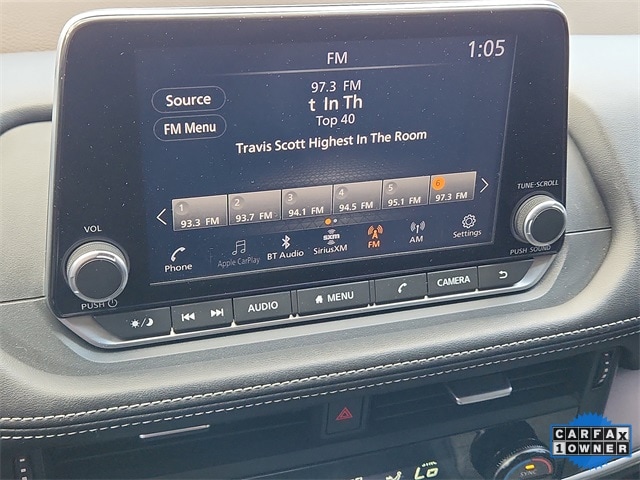 FM
1:05
97.3 FM
t In Th
Top 40
Travis Scott Highest In The Room
Source
FM Menu
1 93.3 FM
2 93.7 FM
3 94.1 FM
4 94.5 FM
5 95.1 FM
6 97.3 FM
Phone
Apple CarPlay
BT Audio
sxm
SiriusXM
FM
AM
Settings
VOL
PUSH
TUNE·SCROLL
PUSH SOUND
AUDIO
MENU
CAMERA
LO
SYNC
CARFAX
1 OWNER